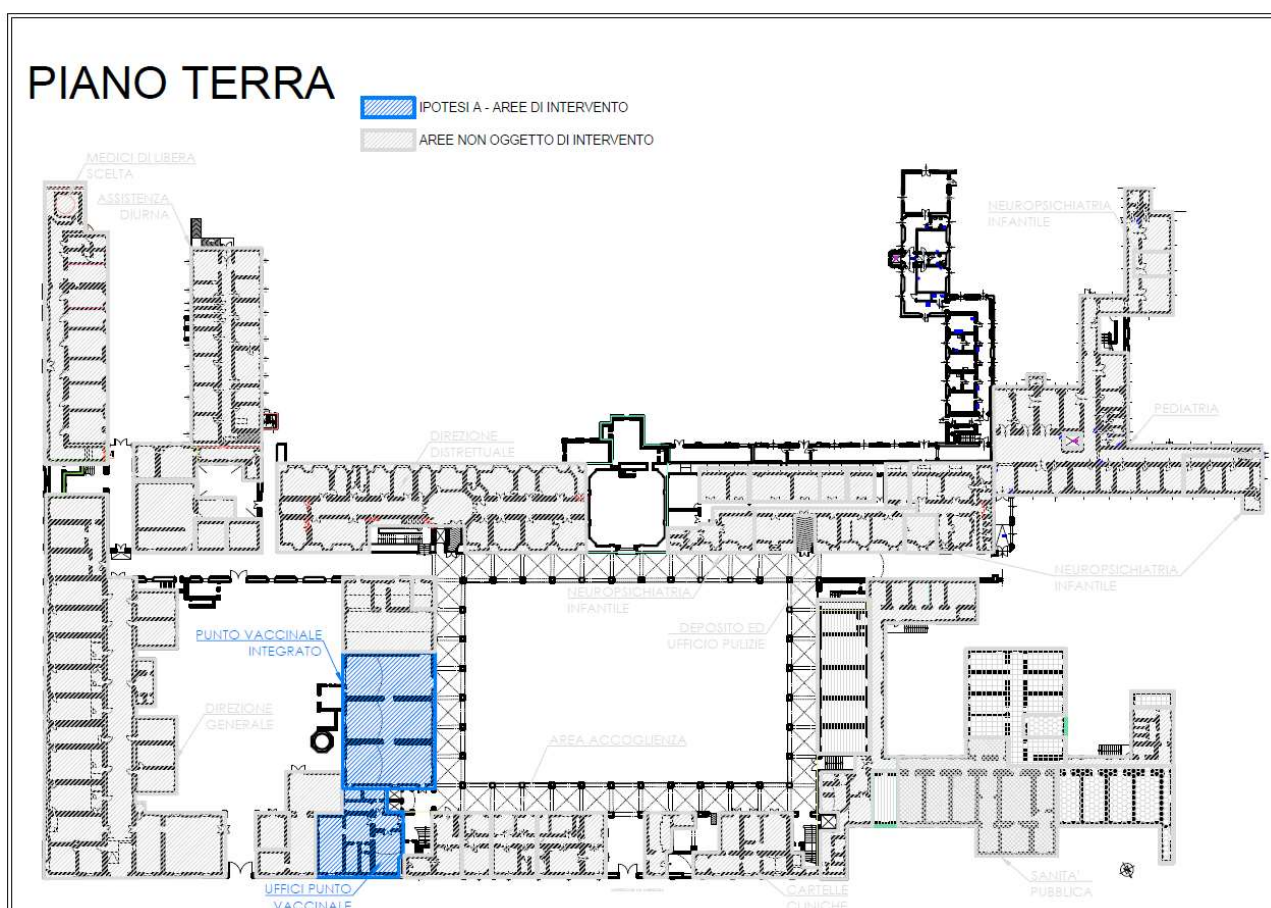 PIANO TERRA
IPOTESI A - AREE DI INTERVENTO
AREE NON OGGETTO DI INTERVENTO
MEDICI DI LIBERA
SCELTA
ASSISTENZA
DIURNA
NEUROPSICHIATRIA
INFANTILE
DIREZIONE
DISTRETTUALE
PEDIATRIA
NEUROPSICHIATRIA
INFANTILE
NEUROPSICHIATRIA
INFANTILE
PUNTO VACCINALE
INTEGRATO
DEPOSITO ED
UFFICIO PULIZIE
DIREZIONE
GENERALE
AREA ACCOGLIENZA
UFFICI PUNTO
VACCINALE
CARTELLE
CLINICHE
SANITA'
PUBBLICA